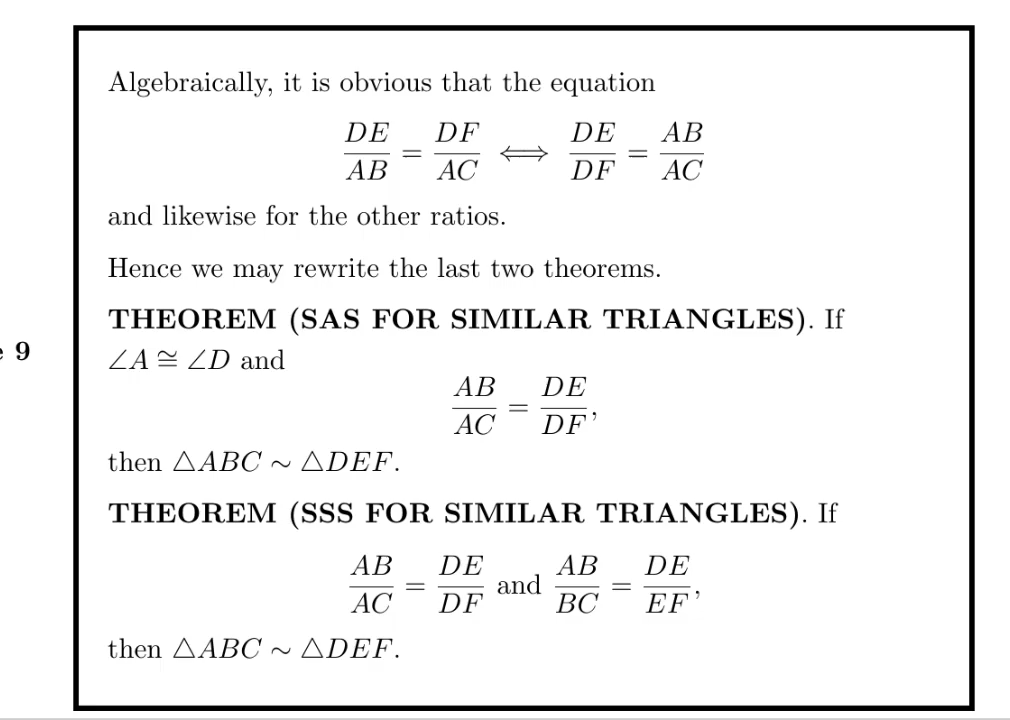 Algebraically, it is obvious that the equation
DE/AB = DF/AC ⟺ DE/DF = AB/AC
and likewise for the other ratios.
Hence we may rewrite the last two theorems.
THEOREM (SAS FOR SIMILAR TRIANGLES). If
e 9
∠A ≅ ∠D and
AB/AC = DE/DF,
then △ABC ∼ △DEF.
THEOREM (SSS FOR SIMILAR TRIANGLES). If
AB/AC = DE/DF and AB/BC = DE/EF,
then △ABC ∼ △DEF.